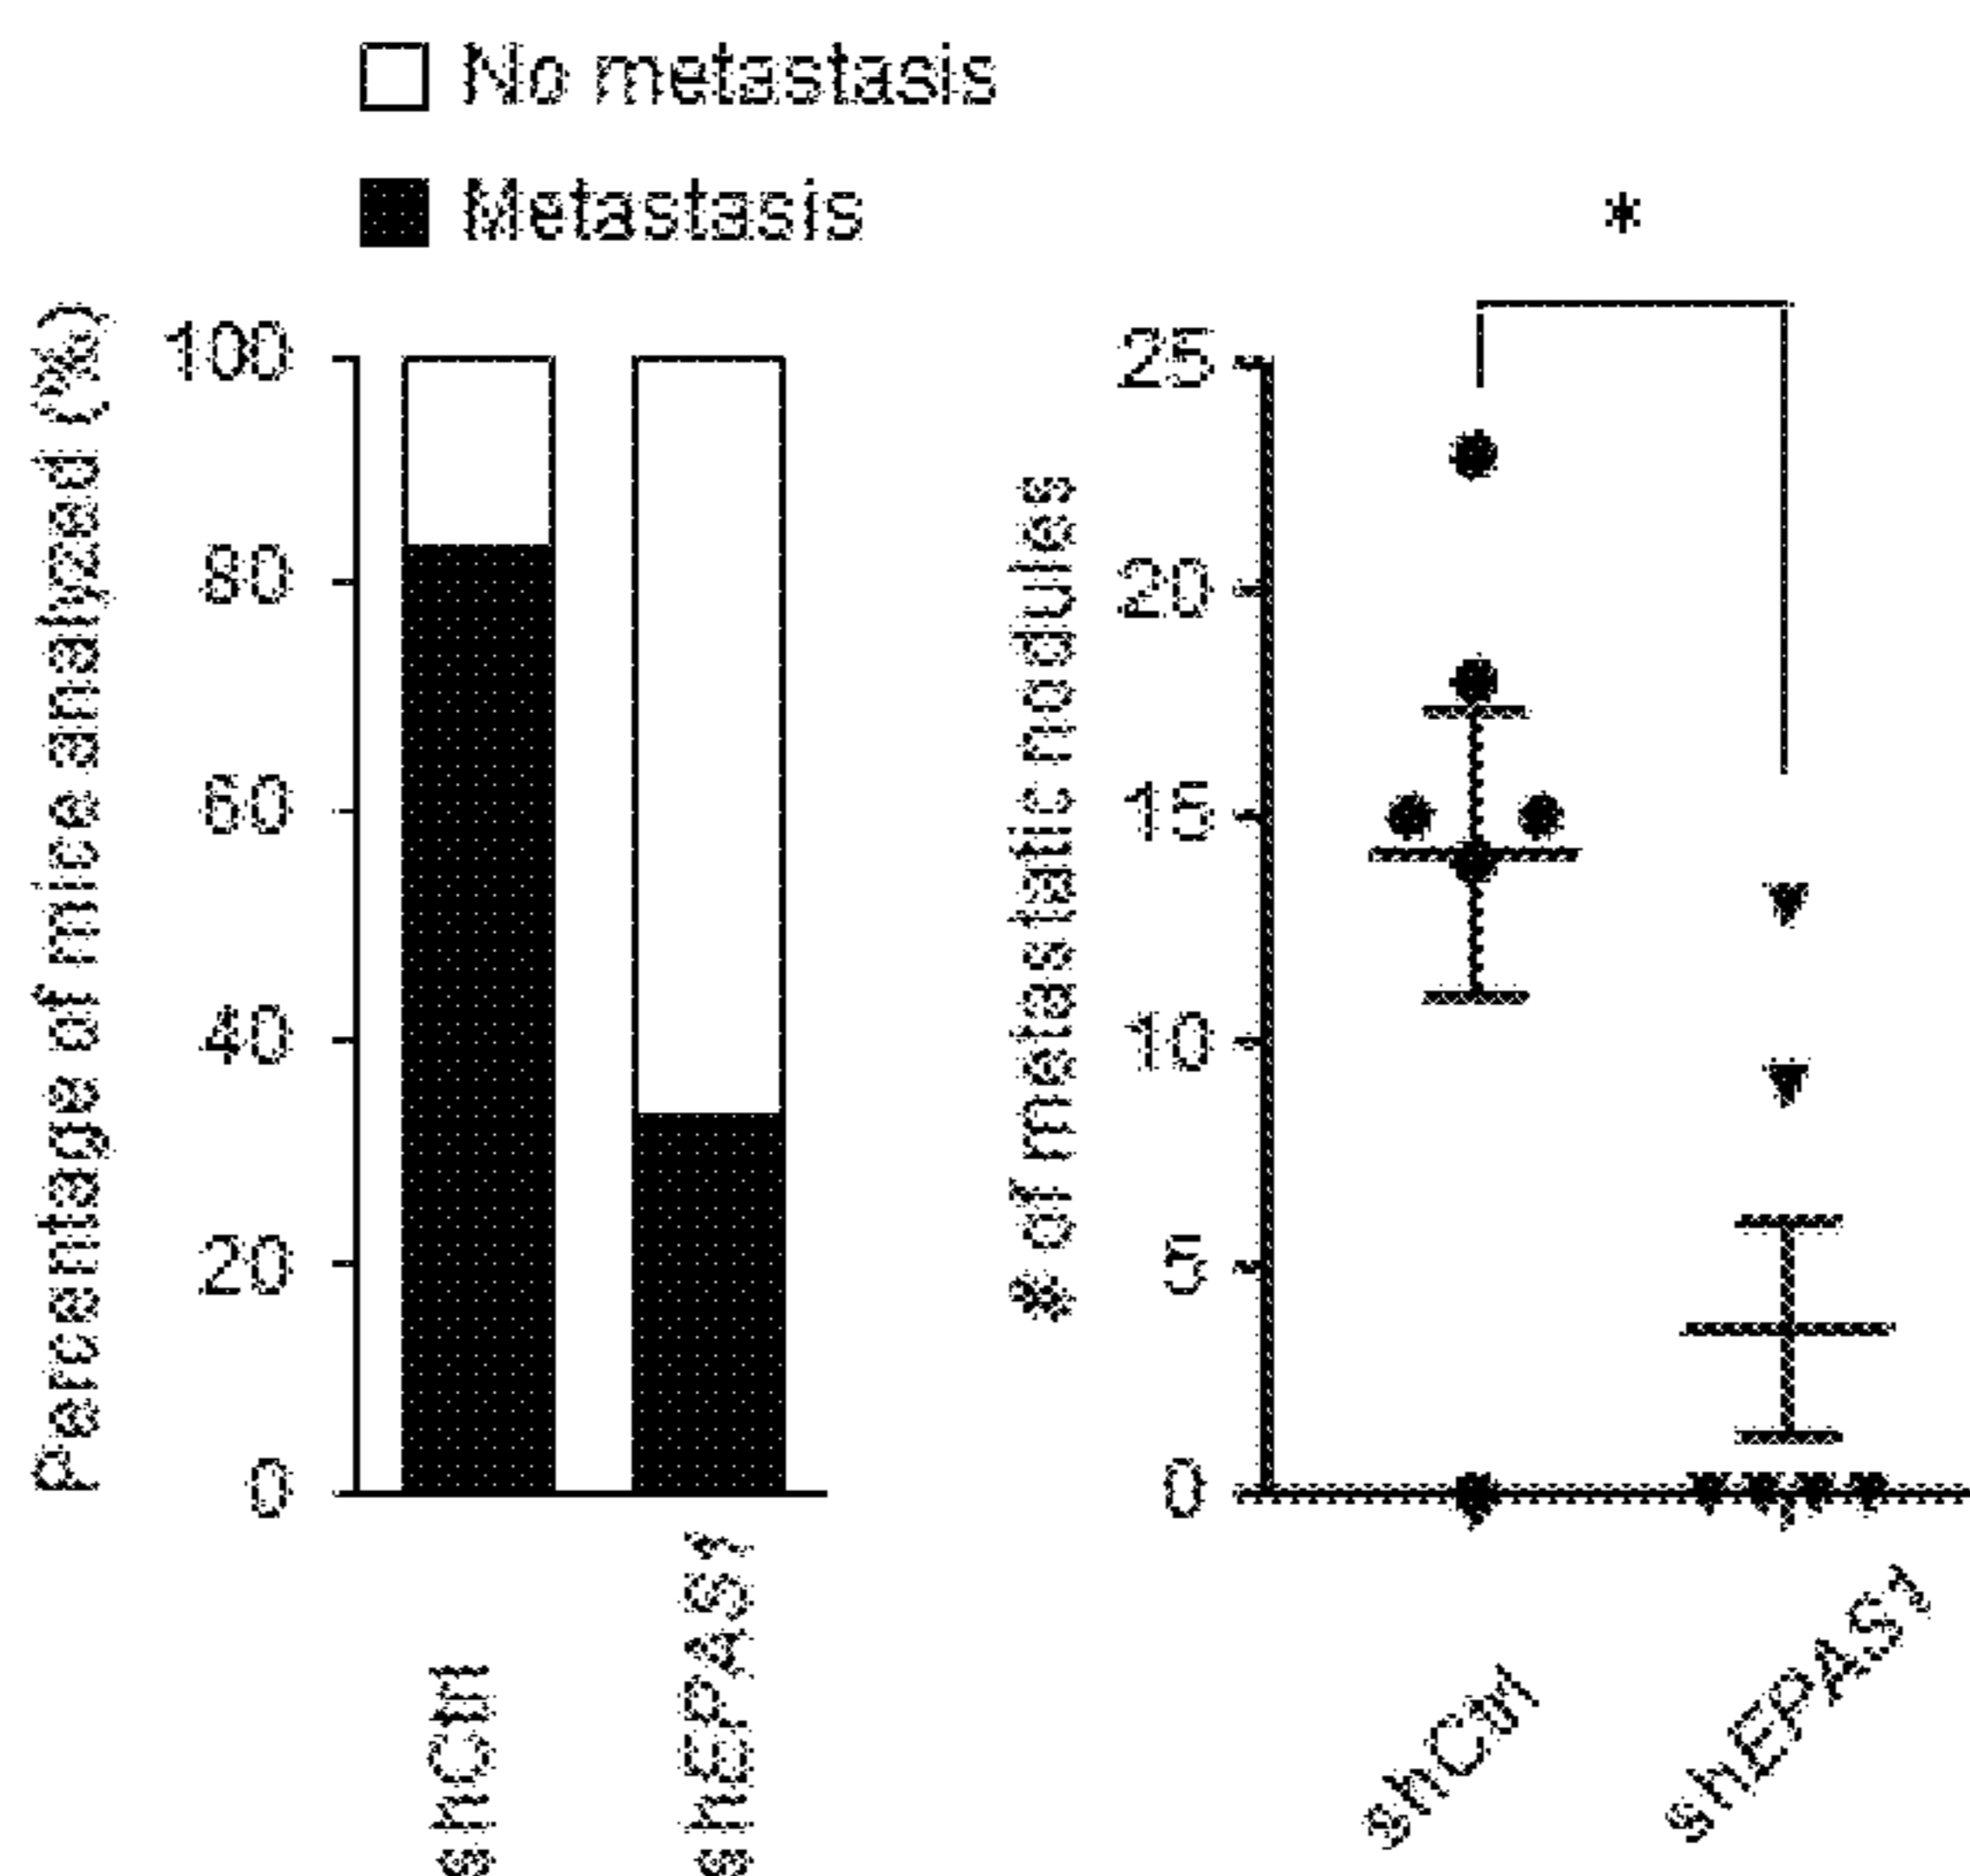 No metastasis
Metastasis
Percentage of mice analyzed (%)
100
80
60
40
20
0
shCtrl
shEPAS1
*
# of metastatic nodules
25
20
15
10
5
0
shCtrl
shEPAS1